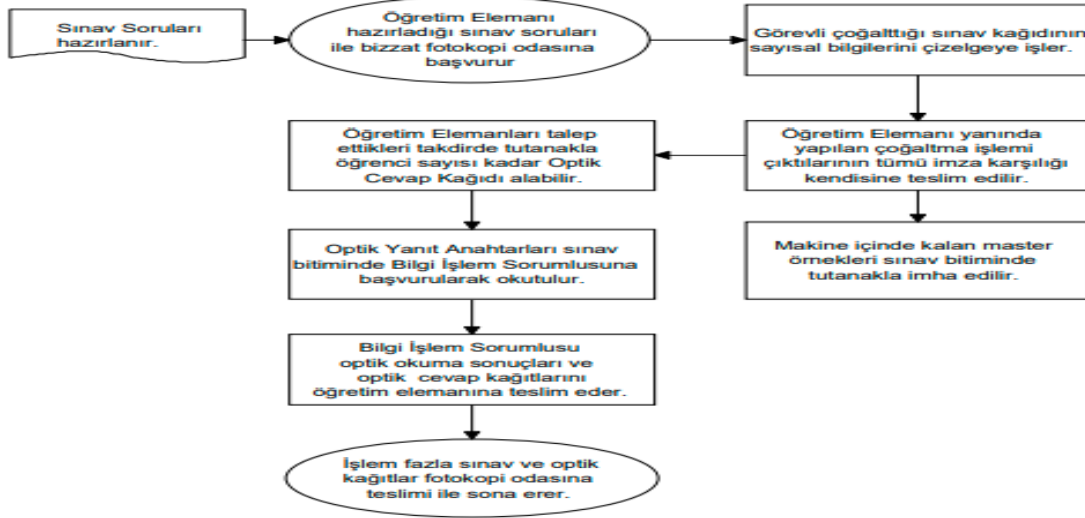 Sınav Soruları
hazırlanır.
Öğretim Elemanı
hazırladığı sınav soruları
ile bizzat fotokopi odasına
başvurur
Görevli çoğalttığı sınav kağıdının
sayısal bilgilerini çizelgeye işler.
Öğretim Elemanı yanında
yapılan çoğaltma işlemi
çıktılarının tümü imza karşılığı
kendisine teslim edilir.
Makine içinde kalan master
örnekleri sınav bitiminde
tutanakla imha edilir.
Öğretim Elemanları talep
ettikleri takdirde tutanakla
öğrenci sayısı kadar Optik
Cevap Kağıdı alabilir.
Optik Yanıt Anahtarları sınav
bitiminde Bilgi İşlem Sorumlusuna
başvurularak okutulur.
Bilgi İşlem Sorumlusu
optik okuma sonuçları ve
optik cevap kağıtlarını
öğretim elemanına teslim eder.
İşlem fazla sınav ve optik
kağıtlar fotokopi odasına
teslimi ile sona erer.